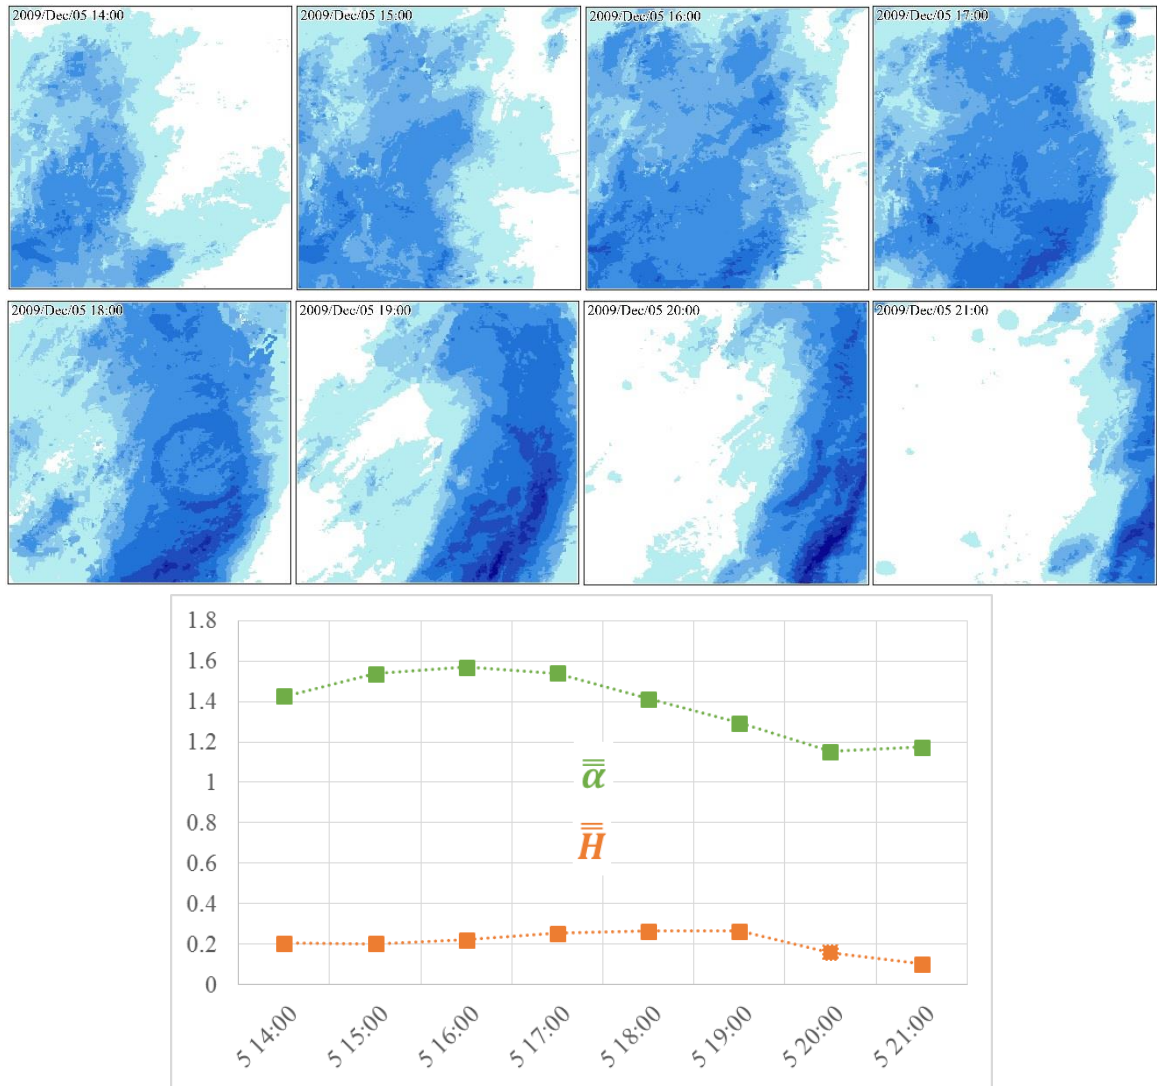 2009/Dec/05 14:00
2009/Dec/05 15:00
2009/Dec/05 16:00
2009/Dec/05 17:00
2009/Dec/05 18:00
2009/Dec/05 19:00
2009/Dec/05 20:00
2009/Dec/05 21:00
1.8
1.6
1.4
1.2
1
0.8
0.6
0.4
0.2
0
α̿
H̿
5 14:00
5 15:00
5 16:00
5 17:00
5 18:00
5 19:00
5 20:00
5 21:00